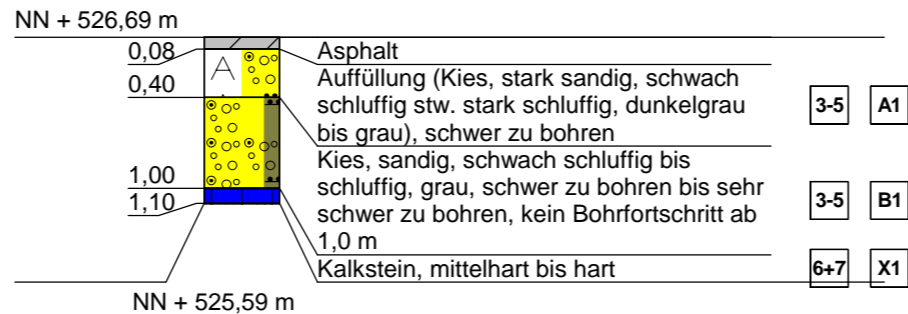 NN + 526,69 m
0,08
Asphalt
A
0,40
Auffüllung (Kies, stark sandig, schwach
schluffig stw. stark schluffig, dunkelgrau
bis grau), schwer zu bohren
3-5 A1
1,00
Kies, sandig, schwach schluffig bis
schluffig, grau, schwer zu bohren bis sehr
schwer zu bohren, kein Bohrfortschritt ab
1,0 m
3-5 B1
1,10
Kalkstein, mittelhart bis hart
6+7 X1
NN + 525,59 m